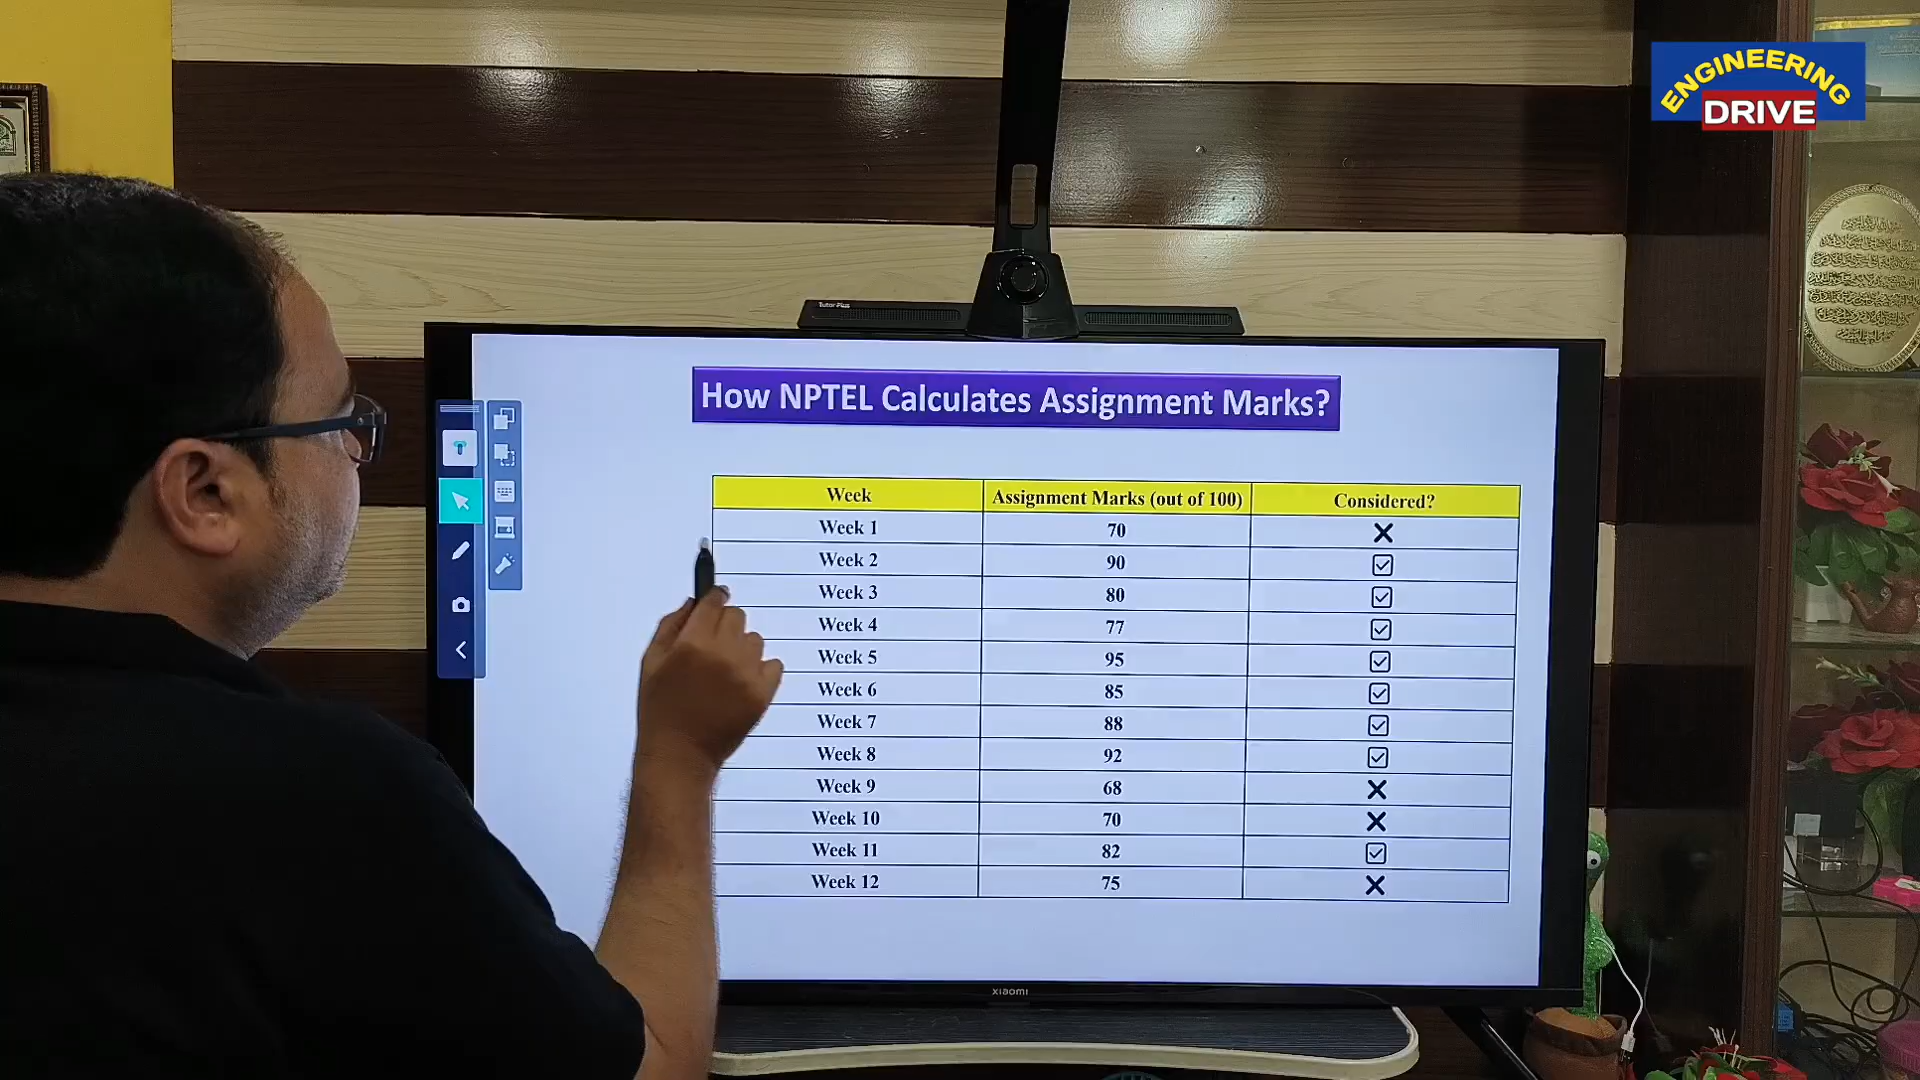 ENGINEERING
DRIVE
Tutor Plus
How NPTEL Calculates Assignment Marks?
Week Assignment Marks (out of 100) Considered?
Week 1 70 ✕
Week 2 90 ☑
Week 3 80 ☑
Week 4 77 ☑
Week 5 95 ☑
Week 6 85 ☑
Week 7 88 ☑
Week 8 92 ☑
Week 9 68 ✕
Week 10 70 ✕
Week 11 82 ☑
Week 12 75 ✕
xiaomi